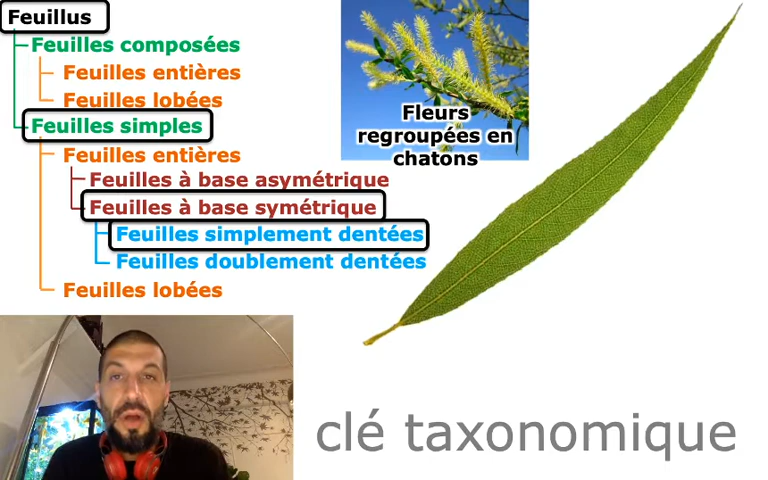 Feuillus
Feuilles composées
Feuilles entières
Feuilles lobées
Feuilles simples
Feuilles entières
Feuilles à base asymétrique
Feuilles à base symétrique
Feuilles simplement dentées
Feuilles doublement dentées
Feuilles lobées
Fleurs
regroupées en
chatons
clé taxonomique